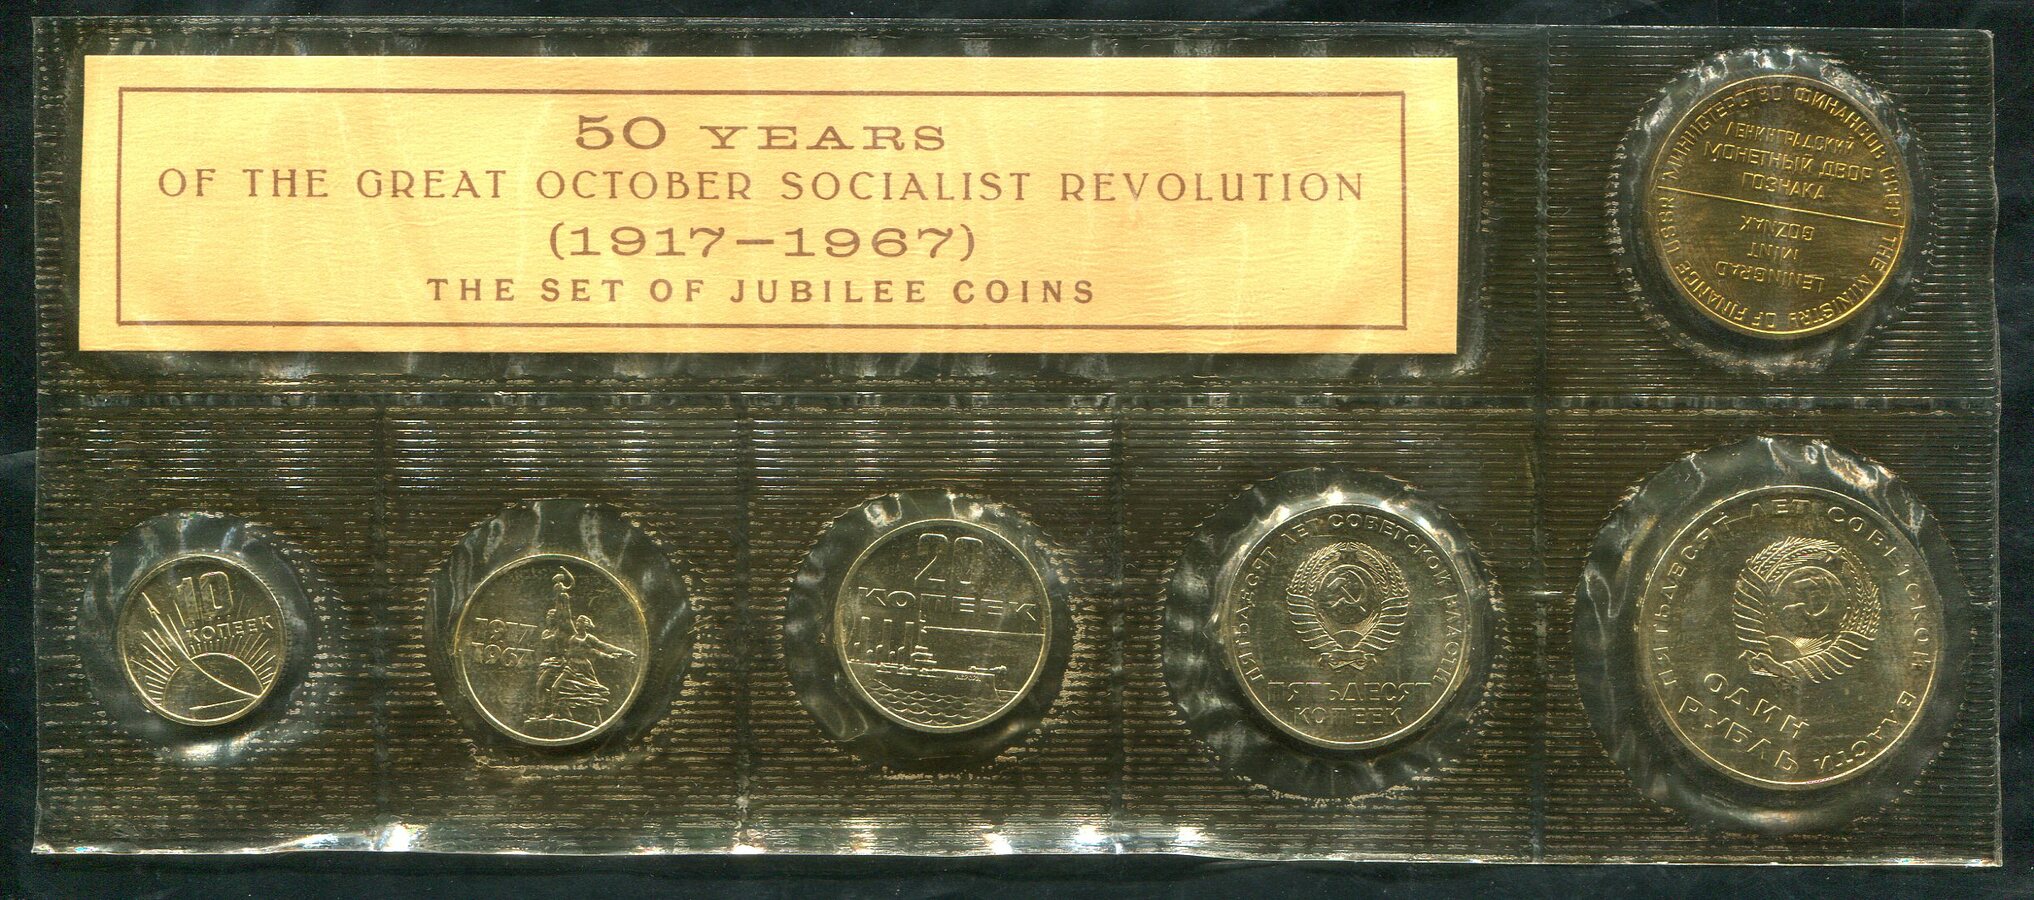 50 YEARS
OF THE GREAT OCTOBER SOCIALIST REVOLUTION
(1917–1967)
THE SET OF JUBILEE COINS
МИНИСТЕРСТВО ФИНАНСОВ СССР
ЛЕНИНГРАДСКИЙ
МОНЕТНЫЙ ДВОР
ГОЗНАКА
LENINGRAD
MINT
GOZNAK
THE MINISTRY OF FINANCE USSR
10
КОПЕЕК
1917
1967
20
КОПЕЕК
ПЯТЬДЕСЯТ ЛЕТ СОВЕТСКОЙ ВЛАСТИ
ПЯТЬДЕСЯТ
КОПЕЕК
ПЯТЬДЕСЯТ ЛЕТ СОВЕТСКОЙ ВЛАСТИ
ОДИН
РУБЛЬ